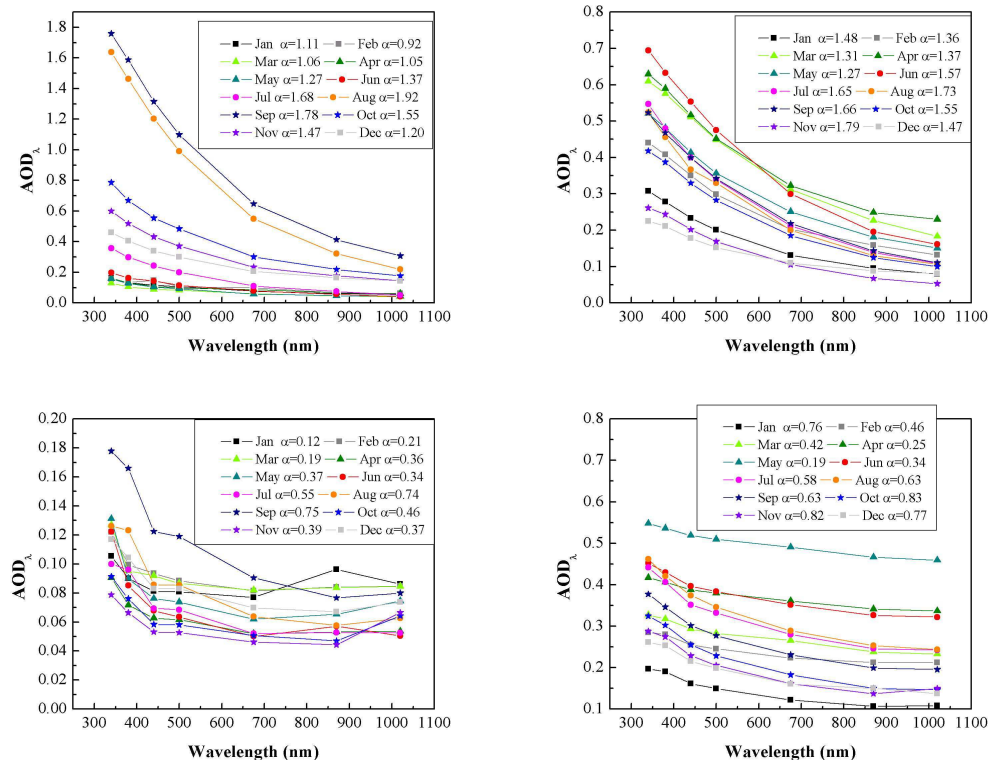 1.8
1.6
1.4
1.2
1.0
0.8
0.6
0.4
0.2
0.0
AODλ
Jan α=1.11 Feb α=0.92
Mar α=1.06 Apr α=1.05
May α=1.27 Jun α=1.37
Jul α=1.68 Aug α=1.92
Sep α=1.78 Oct α=1.55
Nov α=1.47 Dec α=1.20
300 400 500 600 700 800 900 1000 1100
Wavelength (nm)
0.8
0.7
0.6
0.5
0.4
0.3
0.2
0.1
0.0
AODλ
Jan α=1.48 Feb α=1.36
Mar α=1.31 Apr α=1.37
May α=1.27 Jun α=1.57
Jul α=1.65 Aug α=1.73
Sep α=1.66 Oct α=1.55
Nov α=1.79 Dec α=1.47
300 400 500 600 700 800 900 1000 1100
Wavelength (nm)
0.20
0.18
0.16
0.14
0.12
0.10
0.08
0.06
0.04
0.02
0.00
AODλ
Jan α=0.12 Feb α=0.21
Mar α=0.19 Apr α=0.36
May α=0.37 Jun α=0.34
Jul α=0.55 Aug α=0.74
Sep α=0.75 Oct α=0.46
Nov α=0.39 Dec α=0.37
300 400 500 600 700 800 900 1000 1100
Wavelength (nm)
0.8
0.7
0.6
0.5
0.4
0.3
0.2
0.1
AODλ
Jan α=0.76 Feb α=0.46
Mar α=0.42 Apr α=0.25
May α=0.19 Jun α=0.34
Jul α=0.58 Aug α=0.63
Sep α=0.63 Oct α=0.83
Nov α=0.82 Dec α=0.77
300 400 500 600 700 800 900 1000 1100
Wavelength (nm)